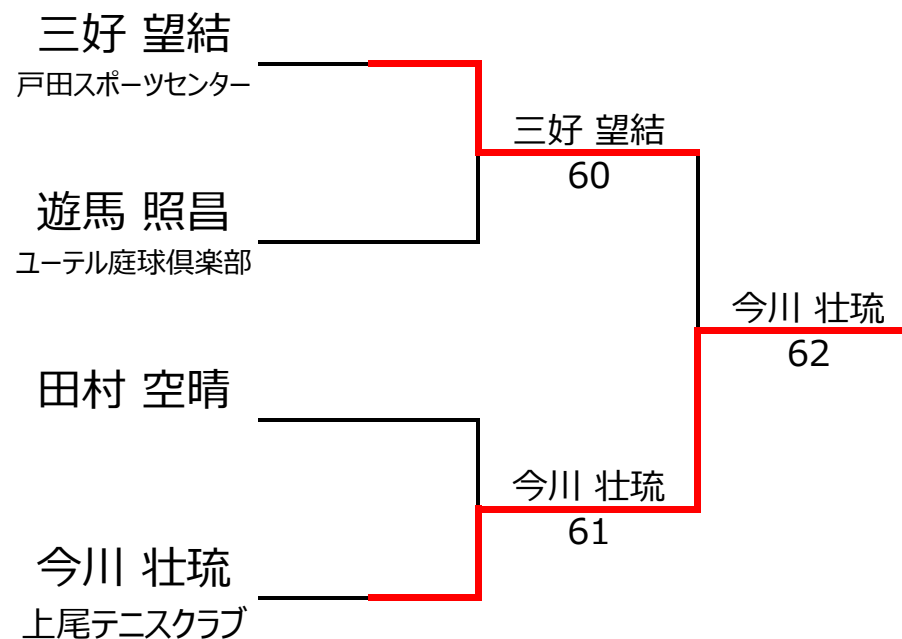 三好 望結
戸田スポーツセンター
三好 望結
60
遊馬 照昌
ユーテル庭球倶楽部
今川 壮琉
62
田村 空晴
今川 壮琉
61
今川 壮琉
上尾テニスクラブ